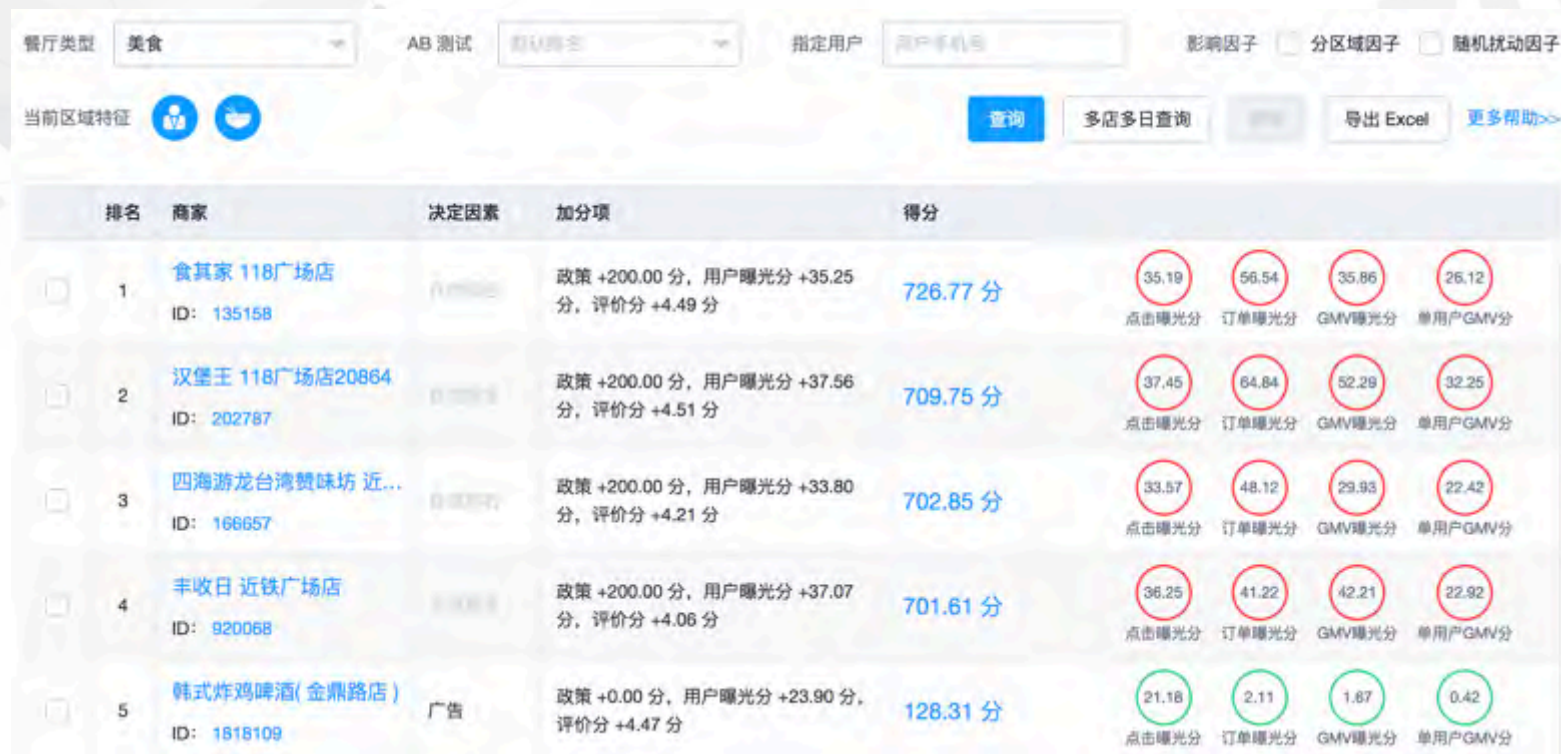 餐厅类型 美食 AB 测试 默认排名 指定用户 用户手机号 影响因子 分区域因子 随机扰动因子
当前区域特征 查询 多店多日查询 导出 Excel 更多帮助>>
排名 商家 决定因素 加分项 得分
1 食其家 118广场店 ID: 135158 政策 +200.00 分，用户曝光分 +35.25
分，评价分 +4.49 分 726.77 分 35.19 56.54 35.86 26.12
点击曝光分 订单曝光分 GMV曝光分 单用户GMV分
2 汉堡王 118广场店20864 ID: 202787 政策 +200.00 分，用户曝光分 +37.56
分，评价分 +4.51 分 709.75 分 37.45 64.84 52.29 32.25
点击曝光分 订单曝光分 GMV曝光分 单用户GMV分
3 四海游龙台湾赞味坊 近... ID: 166657 政策 +200.00 分，用户曝光分 +33.80
分，评价分 +4.21 分 702.85 分 33.57 48.12 29.93 22.42
点击曝光分 订单曝光分 GMV曝光分 单用户GMV分
4 丰收日 近铁广场店 ID: 920068 政策 +200.00 分，用户曝光分 +37.07
分，评价分 +4.06 分 701.61 分 36.25 41.22 42.21 22.92
点击曝光分 订单曝光分 GMV曝光分 单用户GMV分
5 韩式炸鸡啤酒( 金鼎路店 ) ID: 1818109 广告 政策 +0.00 分，用户曝光分 +23.90 分，
评价分 +4.47 分 128.31 分 21.18 2.11 1.67 0.42
点击曝光分 订单曝光分 GMV曝光分 单用户GMV分